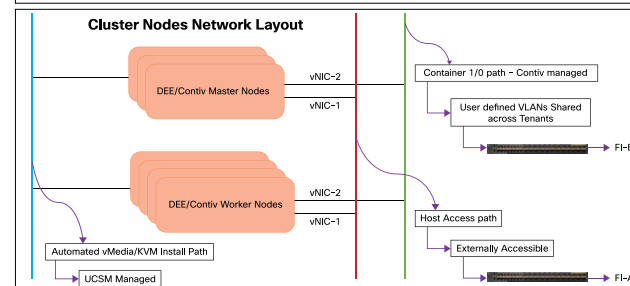 Cluster Nodes Network Layout
DEE/Contiv Master Nodes
vNIC-2
vNIC-1
Container 1/0 path – Contiv managed
User defined VLANs Shared
across Tenants
DEE/Contiv Worker Nodes
vNIC-2
vNIC-1
Host Access path
Automated vMedia/KVM Install Path
Externally Accessible
UCSM Managed